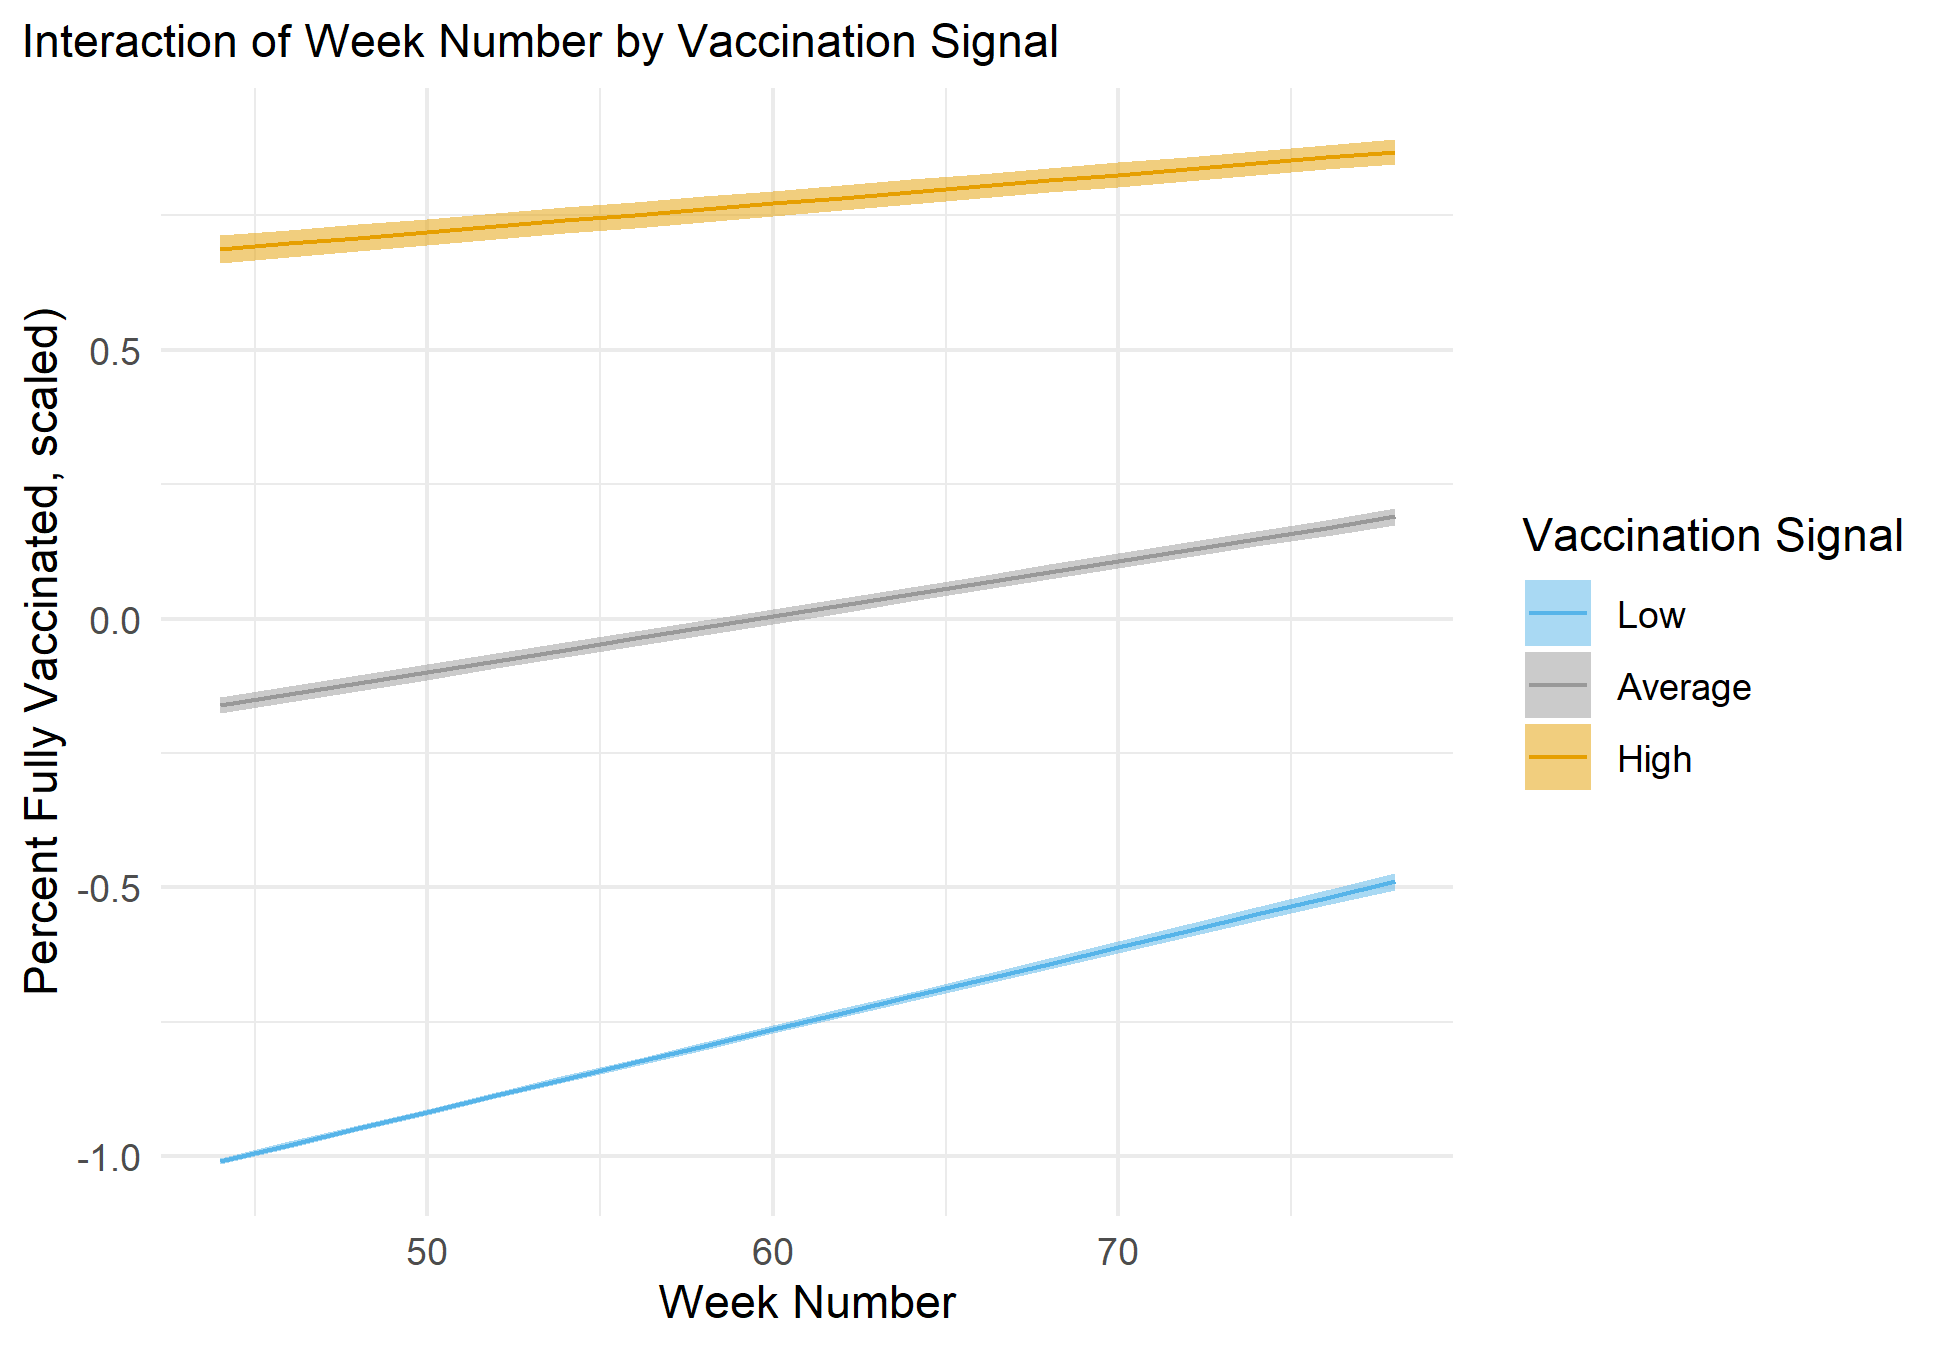 Interaction of Week Number by Vaccination Signal
Percent Fully Vaccinated, scaled)
0.5
0.0
-0.5
-1.0
50
60
70
Week Number
Vaccination Signal
Low
Average
High